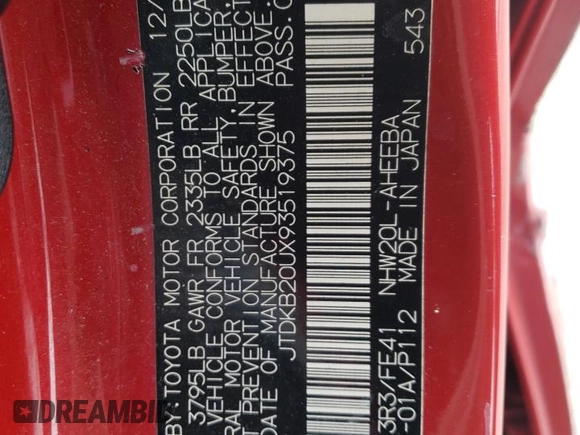 BY: TOYOTA MOTOR CORPORATION 12/
3795LB GAWR FR 2335LB RR 2250LB
VEHICLE CONFORMS TO ALL APPLICA
ERAL MOTOR VEHICLE SAFETY, BUMPER,
T PREVENTION STANDARDS IN EFFECT
DATE OF MANUFACTURE SHOWN ABOVE.
JTDKB20UX93519375 PASS.C
3R3/FE41 NHW20L-AHEEBA
-01A/P112 MADE IN JAPAN 543
DREAMBID